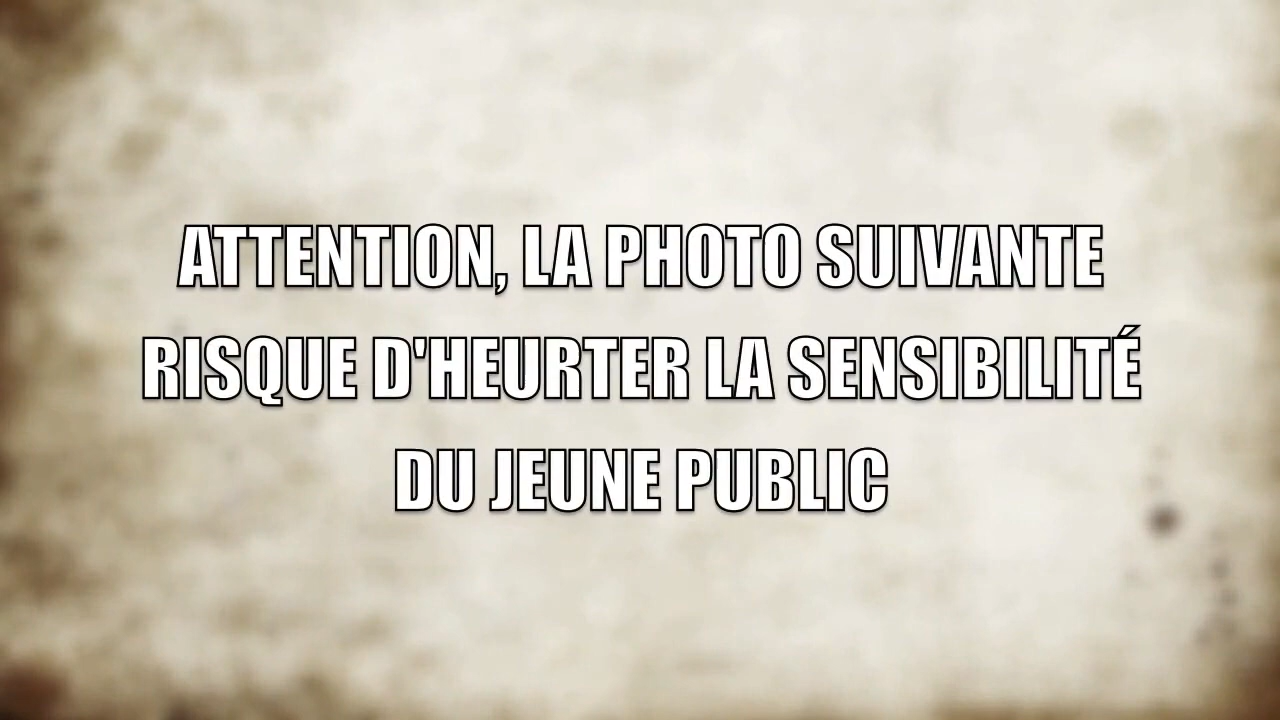 ATTENTION, LA PHOTO SUIVANTE
RISQUE D'HEURTER LA SENSIBILITÉ
DU JEUNE PUBLIC